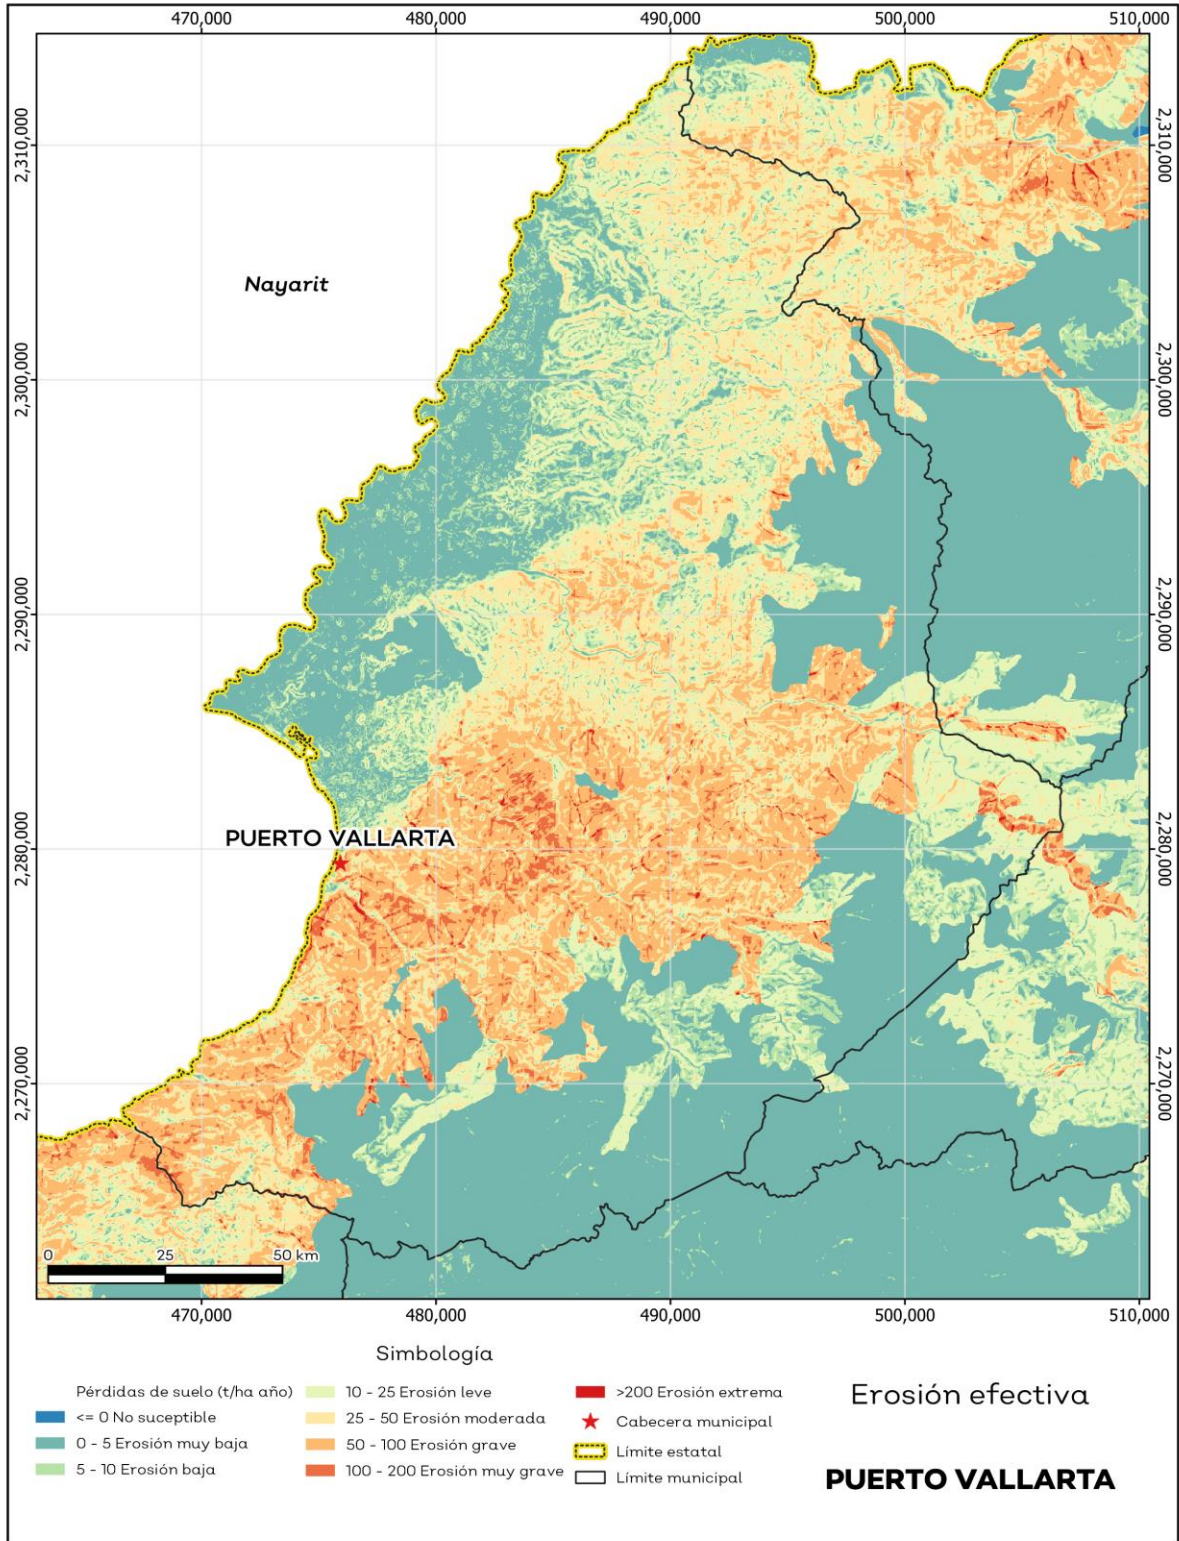 470,000 480,000 490,000 500,000 510,000
2,310,000
2,310,000
Nayarit
2,300,000
2,300,000
2,290,000
2,290,000
PUERTO VALLARTA
2,280,000
2,280,000
2,270,000
2,270,000
0 25 50 km
470,000 480,000 490,000 500,000 510,000
Simbología
Pérdidas de suelo (t/ha año)
<= 0 No suceptible
0 - 5 Erosión muy baja
5 - 10 Erosión baja
10 - 25 Erosión leve
25 - 50 Erosión moderada
50 - 100 Erosión grave
100 - 200 Erosión muy grave
>200 Erosión extrema
Cabecera municipal
Límite estatal
Límite municipal
Erosión efectiva
PUERTO VALLARTA